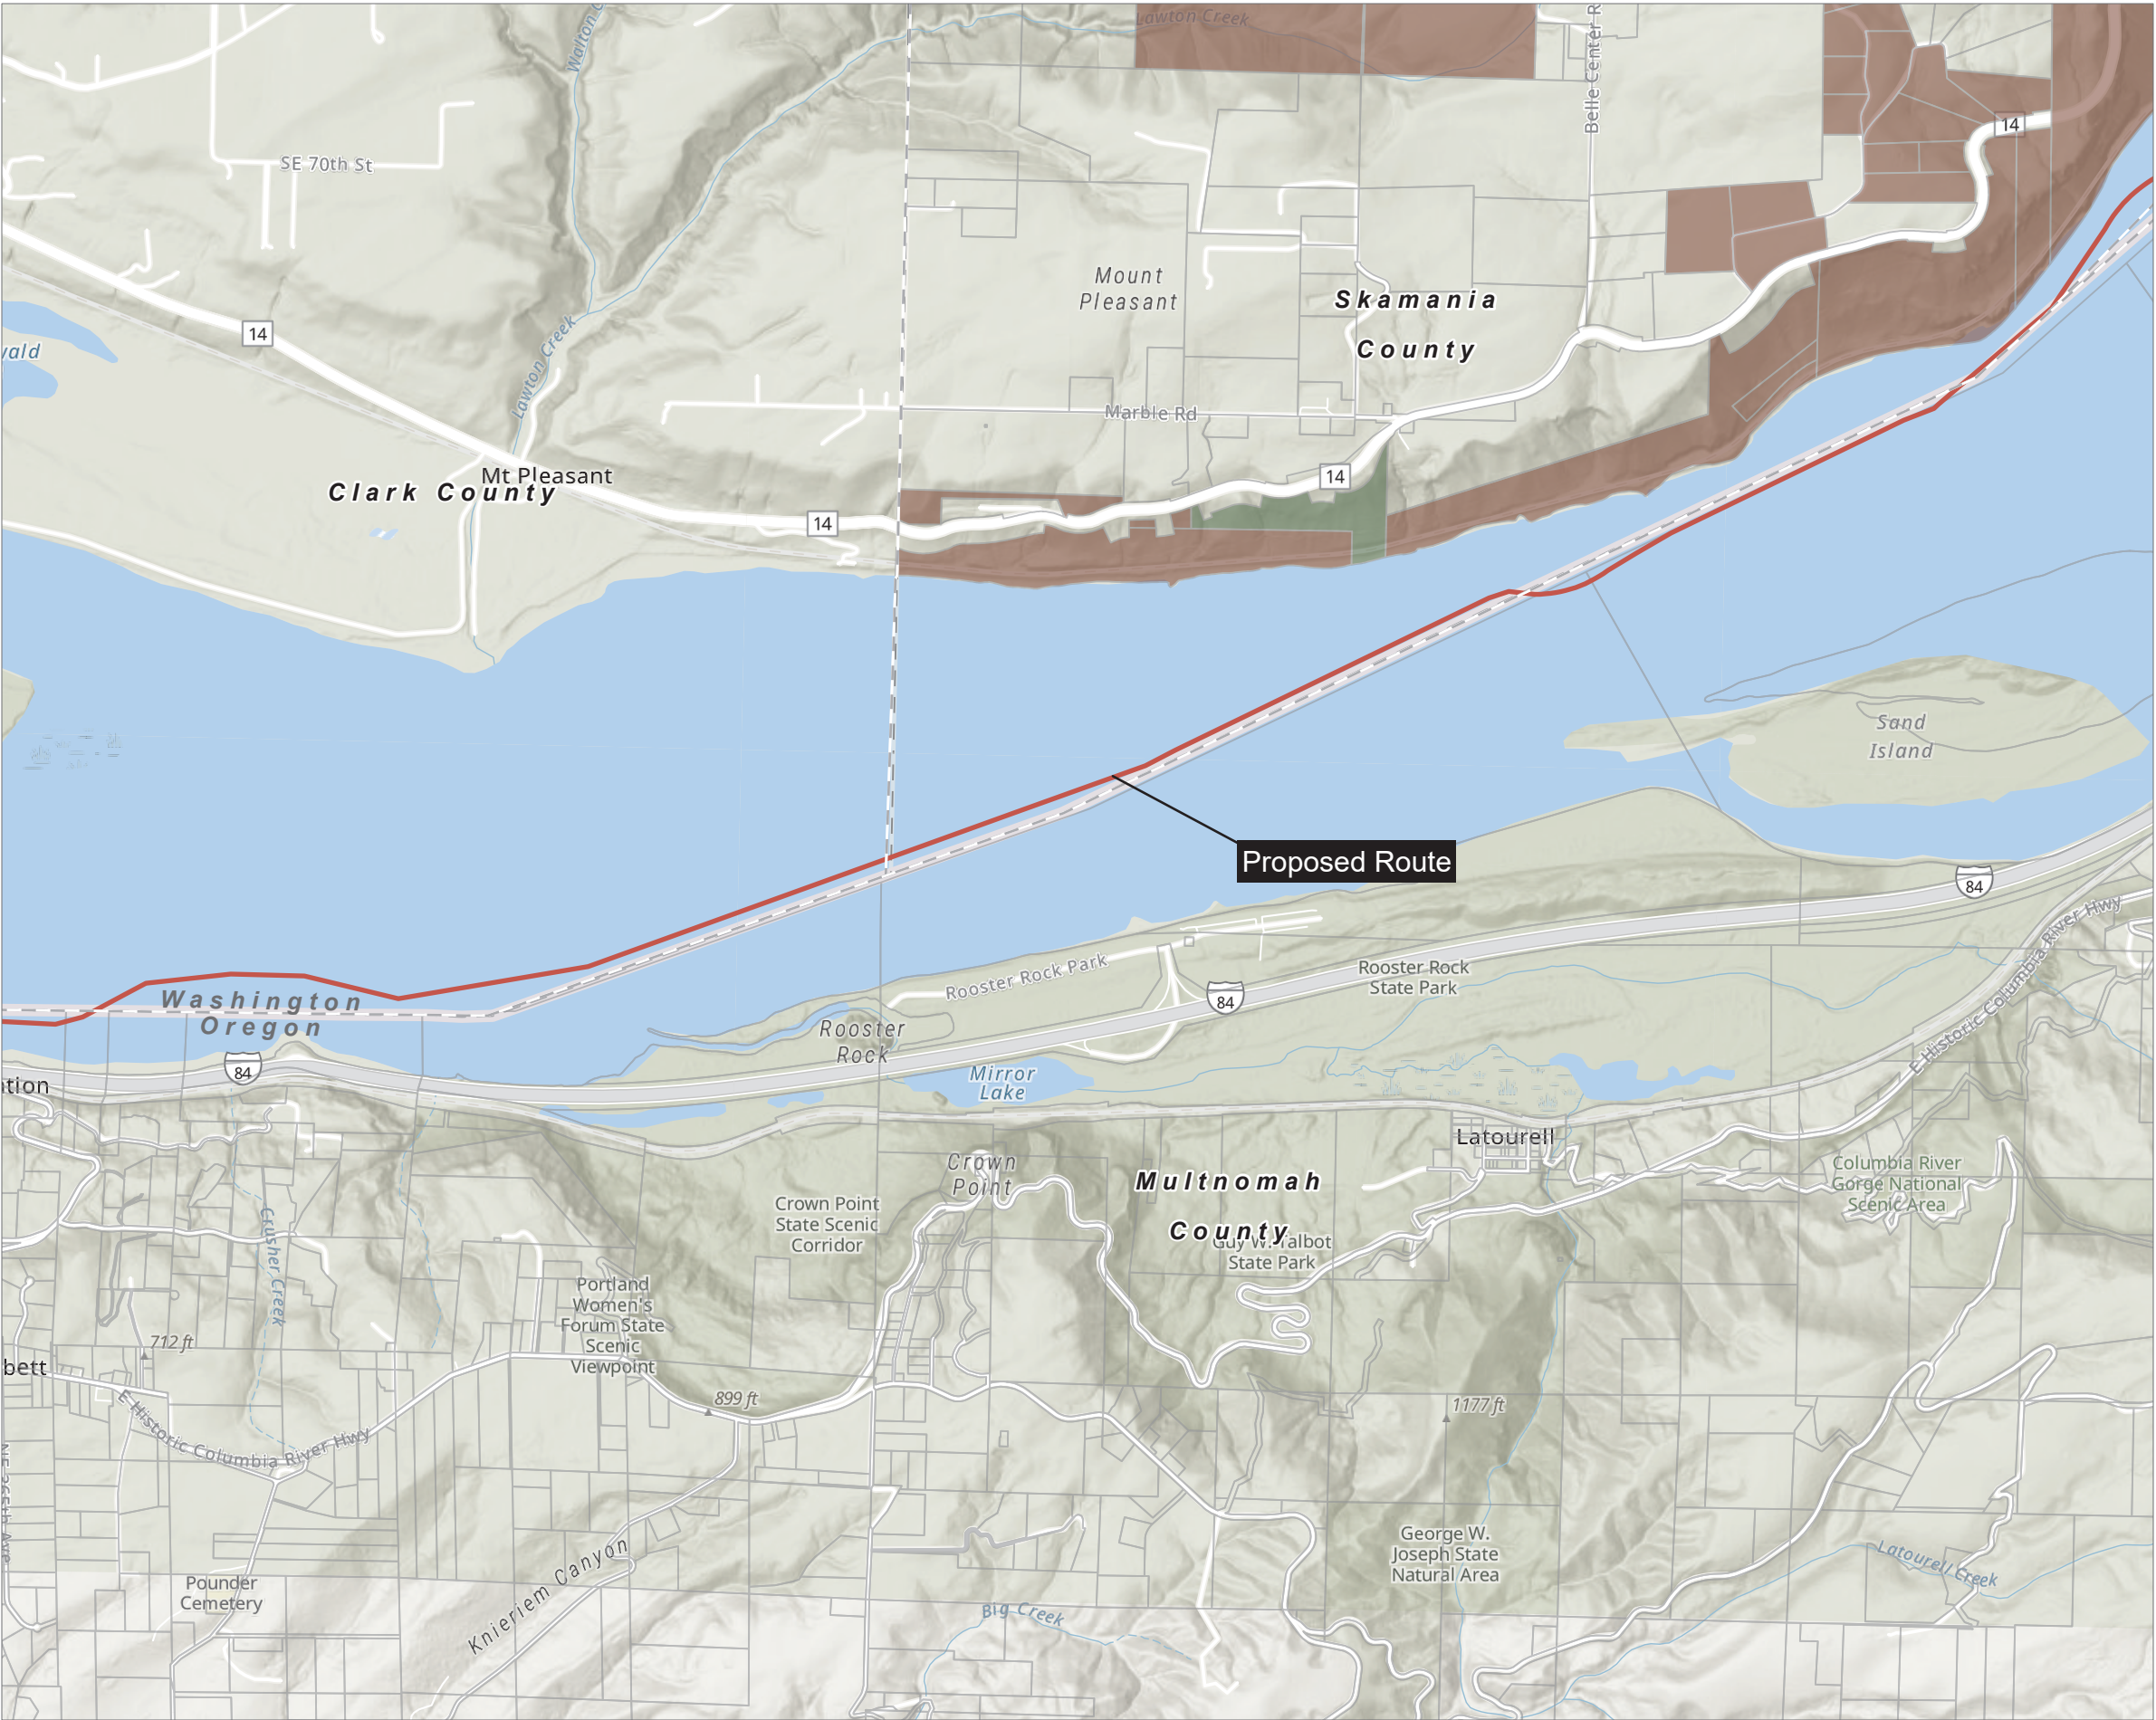 Lawton Creek
Walton C
Belle Center R
14
SE 70th St
Mount
Pleasant
Skamania
County
14
vald
Lawton Creek
Marble Rd
Mt Pleasant
Clark County
14
14
Sand
Island
Proposed Route
84
E Historic Columbia River Hwy
Rooster Rock Park
Rooster Rock
State Park
84
Washington
Oregon
Rooster
Rock
84
Mirror
Lake
ation
Latourell
Crown
Point
Multnomah
County
Columbia River
Gorge National
Scenic Area
Crown Point
State Scenic
Corridor
Guy W. Talbot
State Park
Crusher Creek
Portland
Women's
Forum State
Scenic
Viewpoint
712 ft
bett
899 ft
1177 ft
E Historic Columbia River Hwy
NE 365th Ave
George W.
Joseph State
Natural Area
Latourell Creek
Knieriem Canyon
Pounder
Cemetery
Big Creek